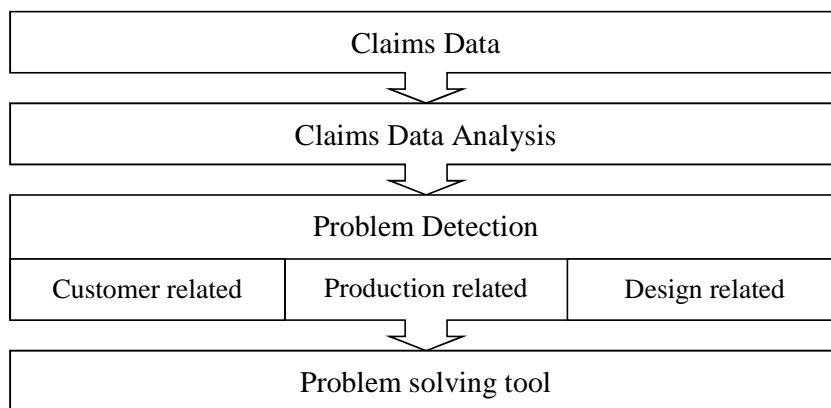 Claims Data
Claims Data Analysis
Problem Detection
Customer related
Production related
Design related
Problem solving tool